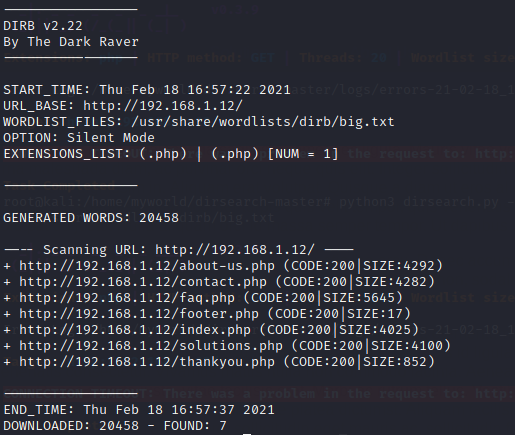 -----------------
DIRB v2.22
By The Dark Raver
-----------------
START_TIME: Thu Feb 18 16:57:22 2021
URL_BASE: http://192.168.1.12/
WORDLIST_FILES: /usr/share/wordlists/dirb/big.txt
OPTION: Silent Mode
EXTENSIONS_LIST: (.php) | (.php) [NUM = 1]
-----------------
GENERATED WORDS: 20458
---- Scanning URL: http://192.168.1.12/ ----
+ http://192.168.1.12/about-us.php (CODE:200|SIZE:4292)
+ http://192.168.1.12/contact.php (CODE:200|SIZE:4282)
+ http://192.168.1.12/faq.php (CODE:200|SIZE:5645)
+ http://192.168.1.12/footer.php (CODE:200|SIZE:17)
+ http://192.168.1.12/index.php (CODE:200|SIZE:4025)
+ http://192.168.1.12/solutions.php (CODE:200|SIZE:4100)
+ http://192.168.1.12/thankyou.php (CODE:200|SIZE:852)
-----------------
END_TIME: Thu Feb 18 16:57:37 2021
DOWNLOADED: 20458 - FOUND: 7